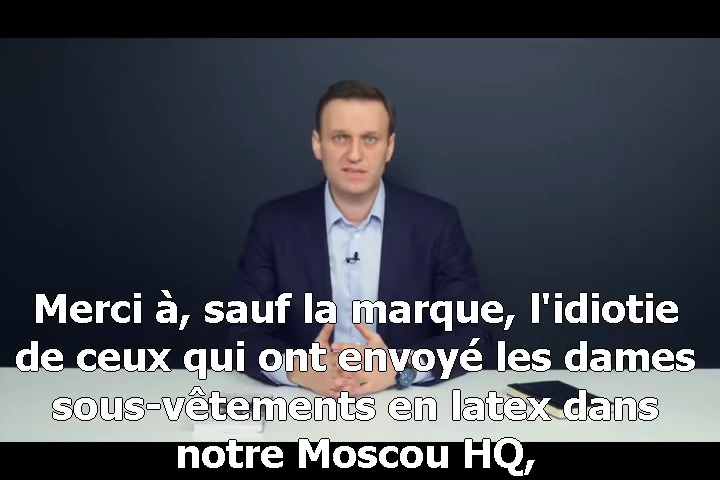 Merci à, sauf la marque, l'idiotie
de ceux qui ont envoyé les dames
sous-vêtements en latex dans
notre Moscou HQ,